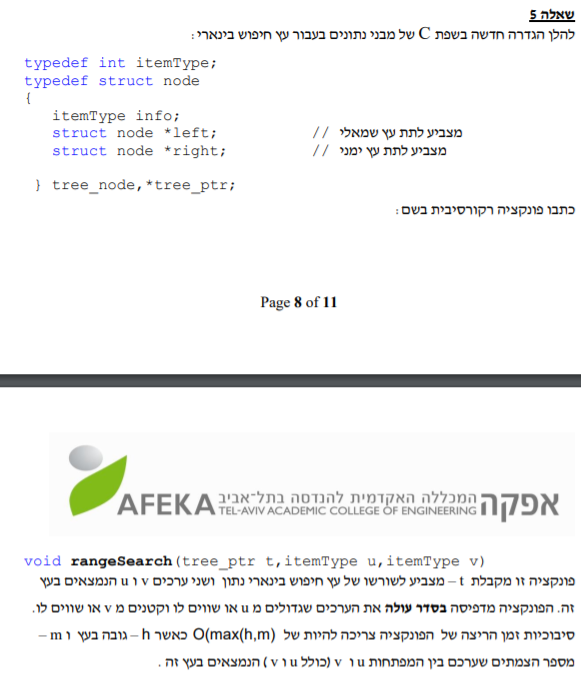 שאלה 5
להלן הגדרה חדשה בשפת C של מבני נתונים בעבור עץ חיפוש בינארי:
typedef int itemType;
typedef struct node
{
itemType info;
struct node *left; // מצביע לתת עץ שמאלי
struct node *right; // מצביע לתת עץ ימני
} tree_node,*tree_ptr;
כתבו פונקציה רקורסיבית בשם:
Page 8 of 11
AFEKA המכללה האקדמית להנדסה בתל-אביב אפקה
TEL-AVIV ACADEMIC COLLEGE OF ENGINEERING
void rangeSearch(tree_ptr t,itemType u,itemType v)
פונקציה זו מקבלת t – מצביע לשורשו של עץ חיפוש בינארי נתון ושני ערכים u ו v הנמצאים בעץ
זה. הפונקציה מדפיסה בסדר עולה את הערכים שגדולים מ u או שווים לו וקטנים מ v או שווים לו.
סיבוכיות זמן הריצה של הפונקציה צריכה להיות של O(max(h,m) כאשר h – גובה בעץ ו m –
מספר הצמתים שערכם בין המפתחות u ו v (כולל u ו v) הנמצאים בעץ זה.